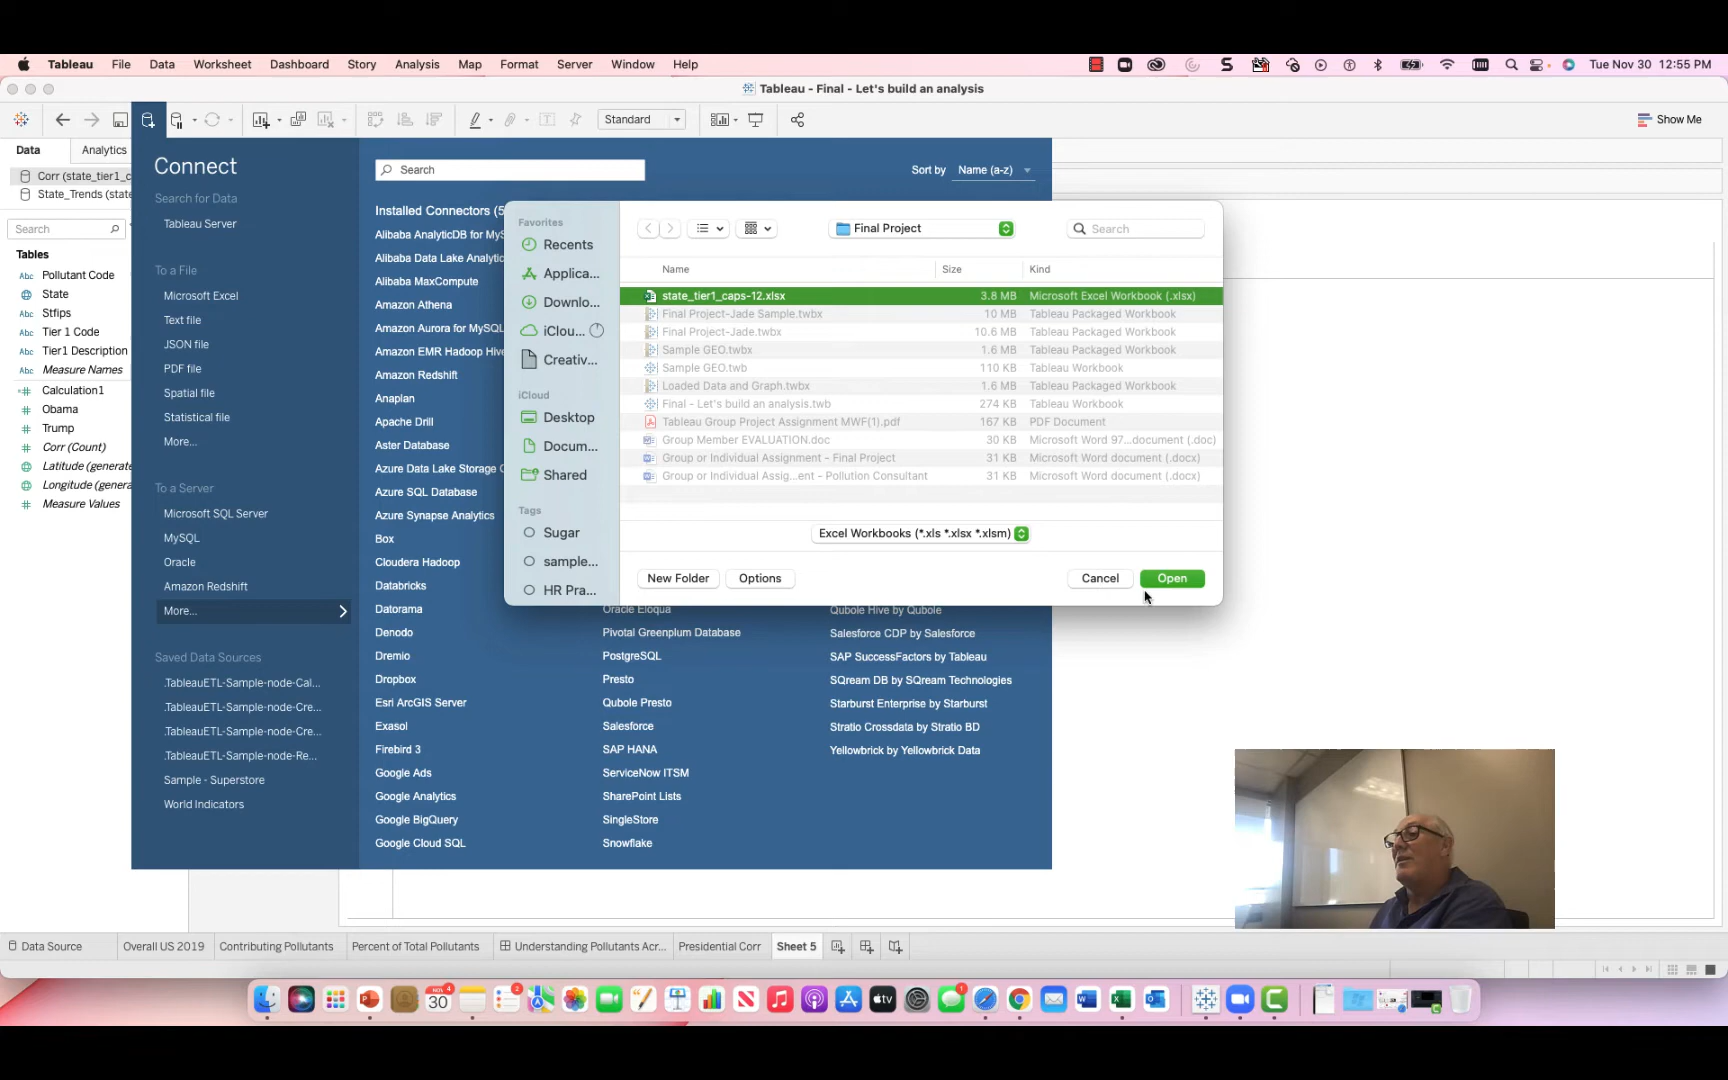 Tableau File Data Worksheet Dashboard Story Analysis Map Format Server Window Help Tue Nov 30 12:55 PM
Tableau - Final - Let's build an analysis
Standard Show Me
Data Analytics
Corr (state_tier1_c
State_Trends (state
Search
Tables
Abc Pollutant Code
State
Abc Stfips
Abc Tier 1 Code
Abc Tier1 Description
Abc Measure Names
Calculation1
Obama
Trump
Corr (Count)
Latitude (generate
Longitude (genera
Measure Values
Connect
Search for Data
Tableau Server
To a File
Microsoft Excel
Text file
JSON file
PDF file
Spatial file
Statistical file
More...
To a Server
Microsoft SQL Server
MySQL
Oracle
Amazon Redshift
More...
Saved Data Sources
.TableauETL-Sample-node-Cal...
.TableauETL-Sample-node-Cre...
.TableauETL-Sample-node-Cre...
.TableauETL-Sample-node-Re...
Sample - Superstore
World Indicators
Search
Sort by Name (a-z)
Installed Connectors (5
Alibaba AnalyticDB for MyS
Alibaba Data Lake Analytic
Alibaba MaxCompute
Amazon Athena
Amazon Aurora for MySQL
Amazon EMR Hadoop Hive
Amazon Redshift
Anaplan
Apache Drill
Aster Database
Azure Data Lake Storage G
Azure SQL Database
Azure Synapse Analytics
Box
Cloudera Hadoop
Databricks
Datorama
Denodo
Dremio
Dropbox
Esri ArcGIS Server
Exasol
Firebird 3
Google Ads
Google Analytics
Google BigQuery
Google Cloud SQL
Oracle Eloqua
Pivotal Greenplum Database
PostgreSQL
Presto
Qubole Presto
Salesforce
SAP HANA
ServiceNow ITSM
SharePoint Lists
SingleStore
Snowflake
Qubole Hive by Qubole
Salesforce CDP by Salesforce
SAP SuccessFactors by Tableau
SQream DB by SQream Technologies
Starburst Enterprise by Starburst
Stratio Crossdata by Stratio BD
Yellowbrick by Yellowbrick Data
Favorites
Recents
Applica...
Downlo...
iClou...
Creativ...
iCloud
Desktop
Docum...
Shared
Tags
Sugar
sample...
HR Pra...
Final Project Search
Name Size Kind
state_tier1_caps-12.xlsx 3.8 MB Microsoft Excel Workbook (.xlsx)
Final Project-Jade Sample.twbx 10 MB Tableau Packaged Workbook
Final Project-Jade.twbx 10.6 MB Tableau Packaged Workbook
Sample GEO.twbx 1.6 MB Tableau Packaged Workbook
Sample GEO.twb 110 KB Tableau Workbook
Loaded Data and Graph.twbx 1.6 MB Tableau Packaged Workbook
Final - Let's build an analysis.twb 274 KB Tableau Workbook
Tableau Group Project Assignment MWF(1).pdf 167 KB PDF Document
Group Member EVALUATION.doc 30 KB Microsoft Word 97...document (.doc)
Group or Individual Assignment – Final Project 31 KB Microsoft Word document (.docx)
Group or Individual Assig...ent – Pollution Consultant 31 KB Microsoft Word document (.docx)
Excel Workbooks (*.xls *.xlsx *.xlsm)
New Folder Options Cancel Open
Data Source Overall US 2019 Contributing Pollutants Percent of Total Pollutants Understanding Pollutants Acr... Presidential Corr Sheet 5
NOV 4
30
2
tv
1